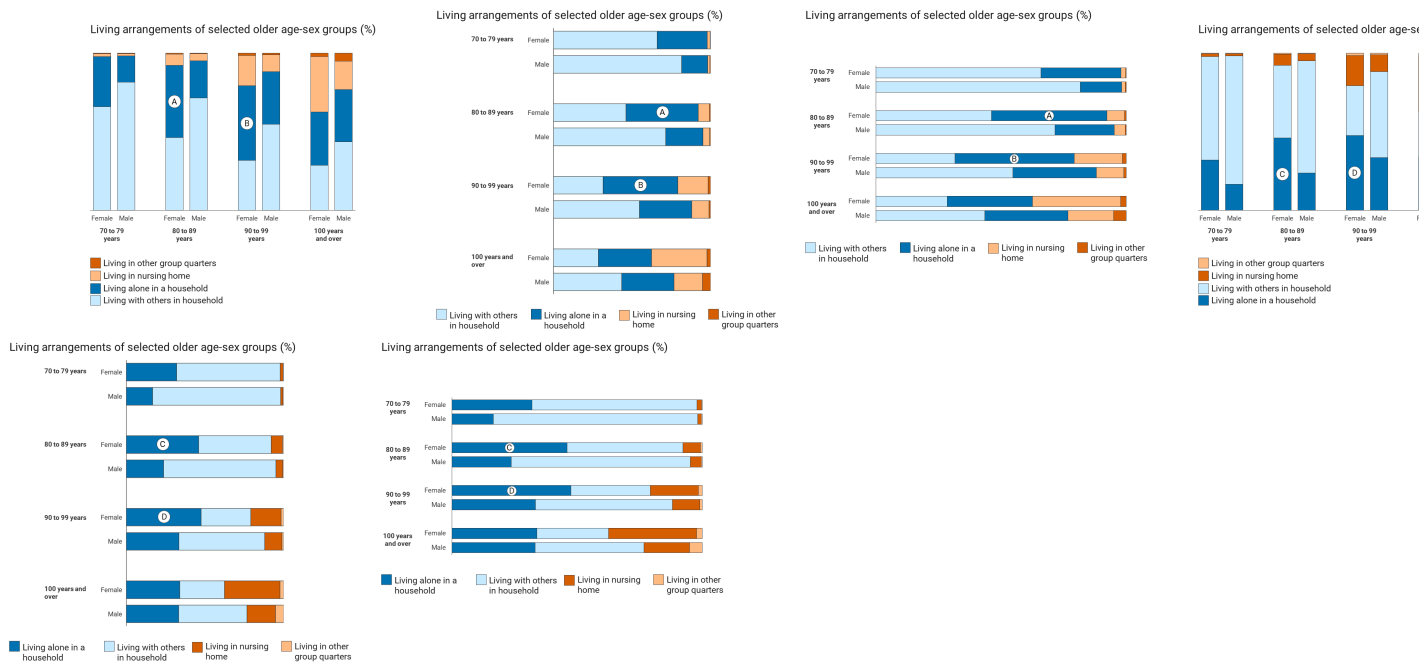 Living arrangements of selected older age-sex groups (%)
A
B
Female Male Female Male Female Male Female Male
70 to 79 years
80 to 89 years
90 to 99 years
100 years and over
Living in other group quarters
Living in nursing home
Living alone in a household
Living with others in household
Living arrangements of selected older age-sex groups (%)
70 to 79 years Female
Male
80 to 89 years Female A
Male
90 to 99 years Female B
Male
100 years and over Female
Male
Living with others in household
Living alone in a household
Living in nursing home
Living in other group quarters
Living arrangements of selected older age-sex groups (%)
70 to 79 years Female
Male
80 to 89 years Female A
Male
90 to 99 years Female B
Male
100 years and over Female
Male
Living with others in household
Living alone in a household
Living in nursing home
Living in other group quarters
Living arrangements of selected older age-se
C
D
Female Male Female Male Female Male F
70 to 79 years
80 to 89 years
90 to 99 years
Living in other group quarters
Living in nursing home
Living with others in household
Living alone in a household
Living arrangements of selected older age-sex groups (%)
70 to 79 years Female
Male
80 to 89 years Female C
Male
90 to 99 years Female D
Male
100 years and over Female
Male
Living alone in a household
Living with others in household
Living in nursing home
Living in other group quarters
Living arrangements of selected older age-sex groups (%)
70 to 79 years Female
Male
80 to 89 years Female C
Male
90 to 99 years Female D
Male
100 years and over Female
Male
Living alone in a household
Living with others in household
Living in nursing home
Living in other group quarters